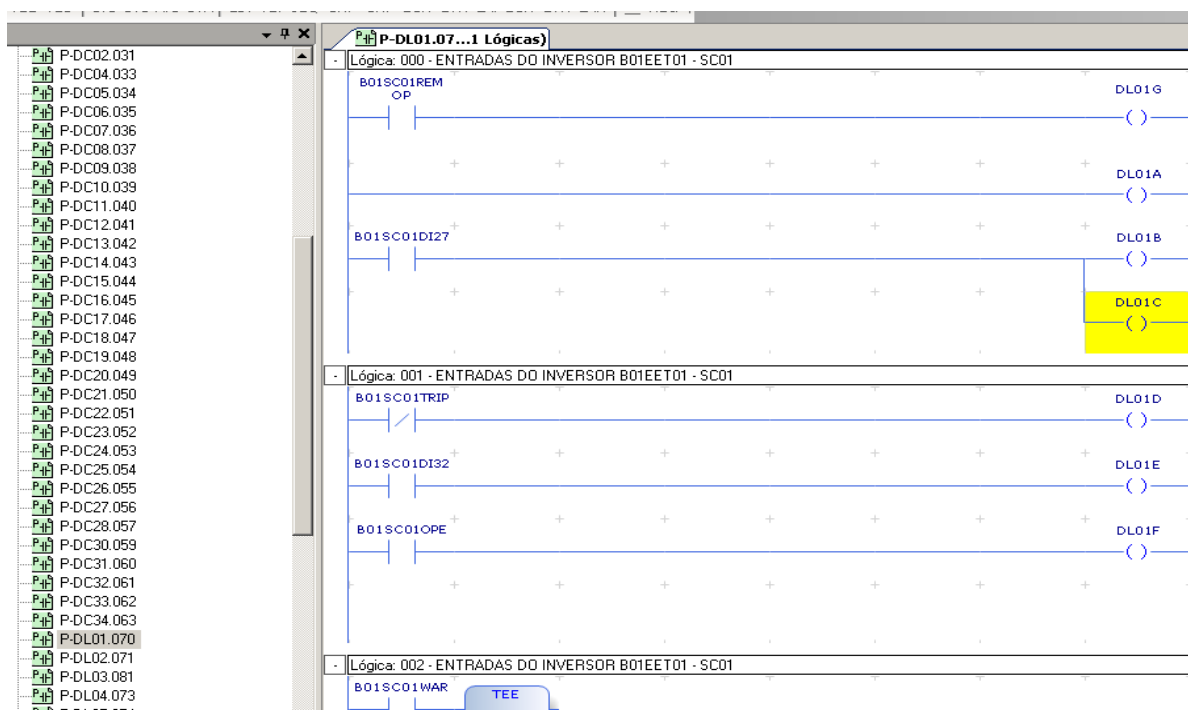 P-DC02.031
P-DC04.033
P-DC05.034
P-DC06.035
P-DC07.036
P-DC08.037
P-DC09.038
P-DC10.039
P-DC11.040
P-DC12.041
P-DC13.042
P-DC14.043
P-DC15.044
P-DC16.045
P-DC17.046
P-DC18.047
P-DC19.048
P-DC20.049
P-DC21.050
P-DC22.051
P-DC23.052
P-DC24.053
P-DC25.054
P-DC26.055
P-DC27.056
P-DC28.057
P-DC30.059
P-DC31.060
P-DC32.061
P-DC33.062
P-DC34.063
P-DL01.070
P-DL02.071
P-DL03.081
P-DL04.073
P-DL01.07...1 Lógicas)
Lógica: 000 - ENTRADAS DO INVERSOR B01EET01 - SC01
B01SC01REM
OP
DL01G
DL01A
B01SC01DI27
DL01B
DL01C
Lógica: 001 - ENTRADAS DO INVERSOR B01EET01 - SC01
B01SC01TRIP
DL01D
B01SC01DI32
DL01E
B01SC01OPE
DL01F
Lógica: 002 - ENTRADAS DO INVERSOR B01EET01 - SC01
B01SC01WAR
TEE